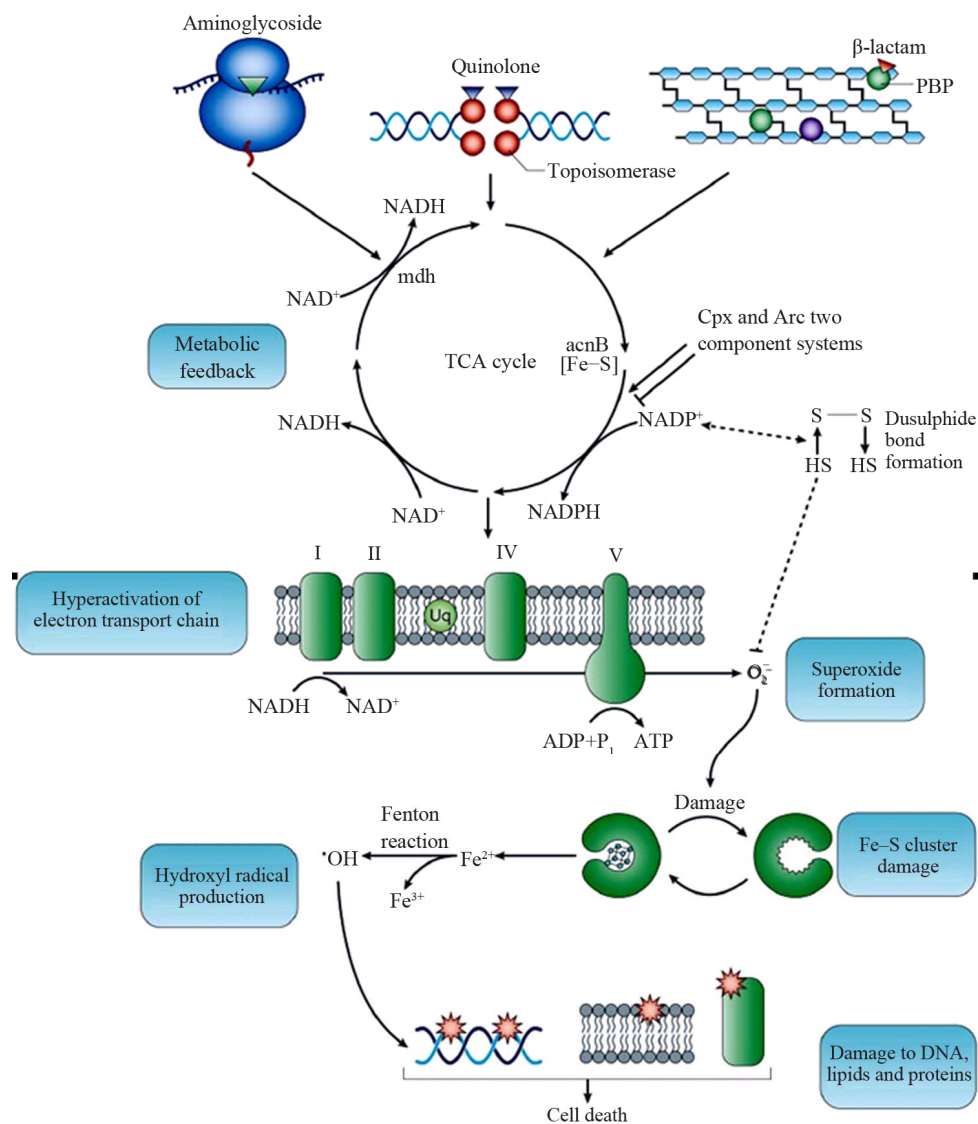 Aminoglycoside
Quinolone
β-lactam
PBP
Topoisomerase
NADH
mdh
NAD⁺
Metabolic
feedback
TCA cycle
acnB
[Fe–S]
Cpx and Arc two
component systems
NADH
NADP⁺
S — S
HS HS
Dusulphide
bond
formation
NAD⁺
NADPH
I II IV V
Hyperactivation of
electron transport chain
Uq
Superoxide
formation
NADH NAD⁺
ADP+P₁ ATP
Damage
Fenton
reaction
Fe–S cluster
damage
Hydroxyl radical
production
•OH
Fe²⁺
Fe³⁺
Damage to DNA,
lipids and proteins
Cell death